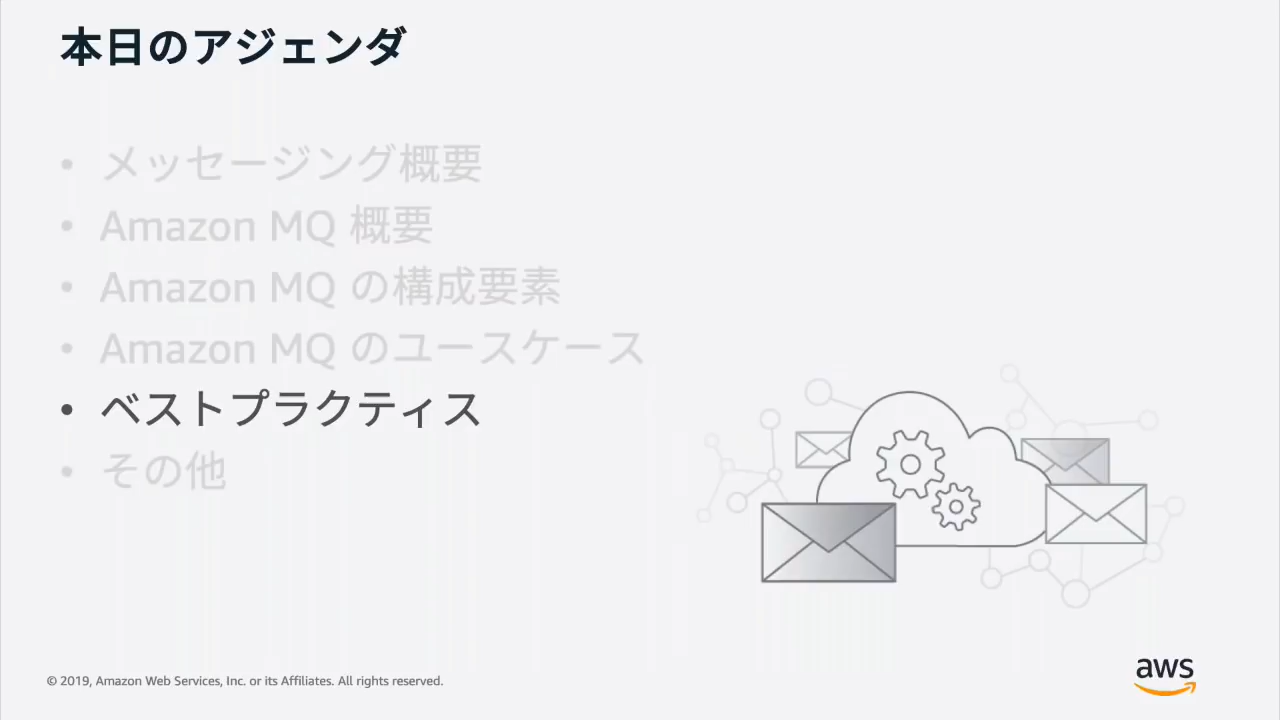 本日のアジェンダ
• メッセージング概要
• Amazon MQ 概要
• Amazon MQ の構成要素
• Amazon MQ のユースケース
• ベストプラクティス
• その他
© 2019, Amazon Web Services, Inc. or its Affiliates. All rights reserved.
aws